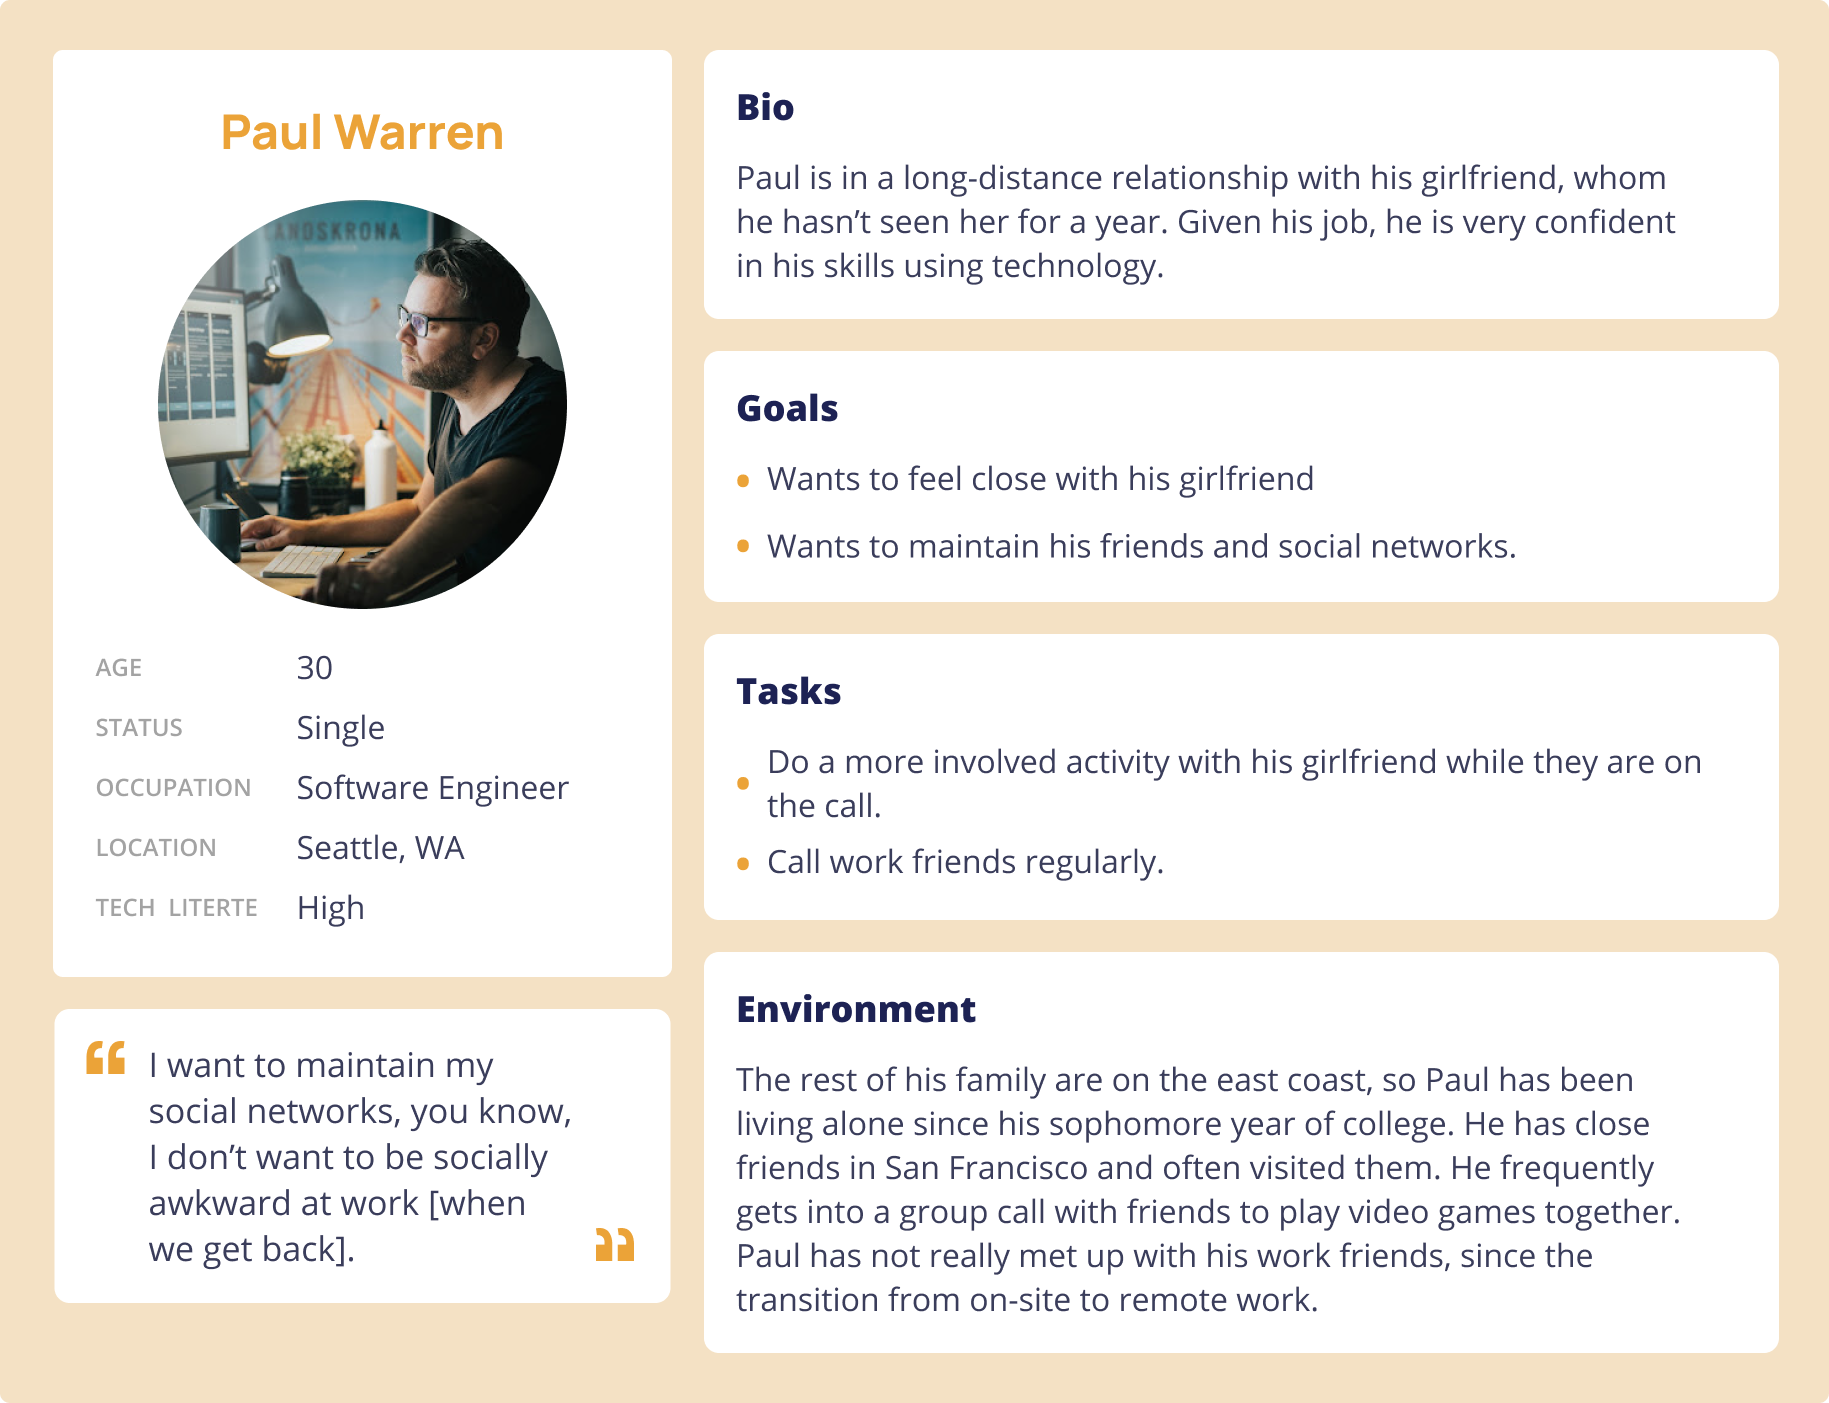 Paul Warren
ANDSKRONA
AGE 30
STATUS Single
OCCUPATION Software Engineer
LOCATION Seattle, WA
TECH LITERTE High
“ I want to maintain my
social networks, you know,
I don’t want to be socially
awkward at work [when
we get back]. ”
Bio
Paul is in a long-distance relationship with his girlfriend, whom
he hasn’t seen her for a year. Given his job, he is very confident
in his skills using technology.
Goals
• Wants to feel close with his girlfriend
• Wants to maintain his friends and social networks.
Tasks
• Do a more involved activity with his girlfriend while they are on
the call.
• Call work friends regularly.
Environment
The rest of his family are on the east coast, so Paul has been
living alone since his sophomore year of college. He has close
friends in San Francisco and often visited them. He frequently
gets into a group call with friends to play video games together.
Paul has not really met up with his work friends, since the
transition from on-site to remote work.